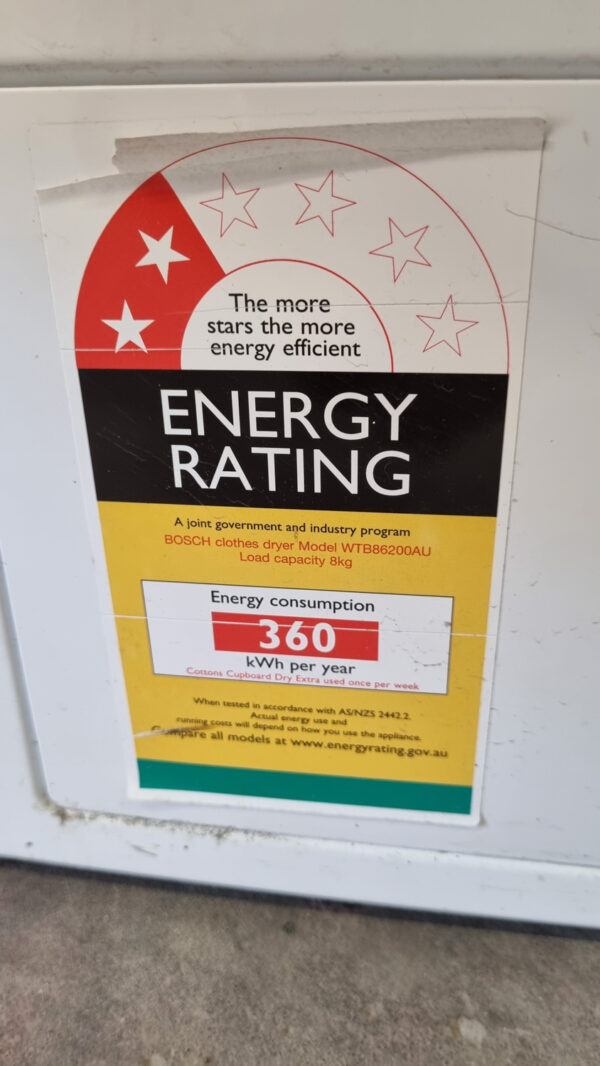 The more
stars the more
energy efficient
ENERGY
RATING
A joint government and industry program
BOSCH clothes dryer Model WTB86200AU
Load capacity 8kg
Energy consumption
360
kWh per year
Cottons Cupboard Dry Extra used once per week
When tested in accordance with AS/NZS 2442.2.
Actual energy use and
running costs will depend on how you use the appliance.
Compare all models at www.energyrating.gov.au